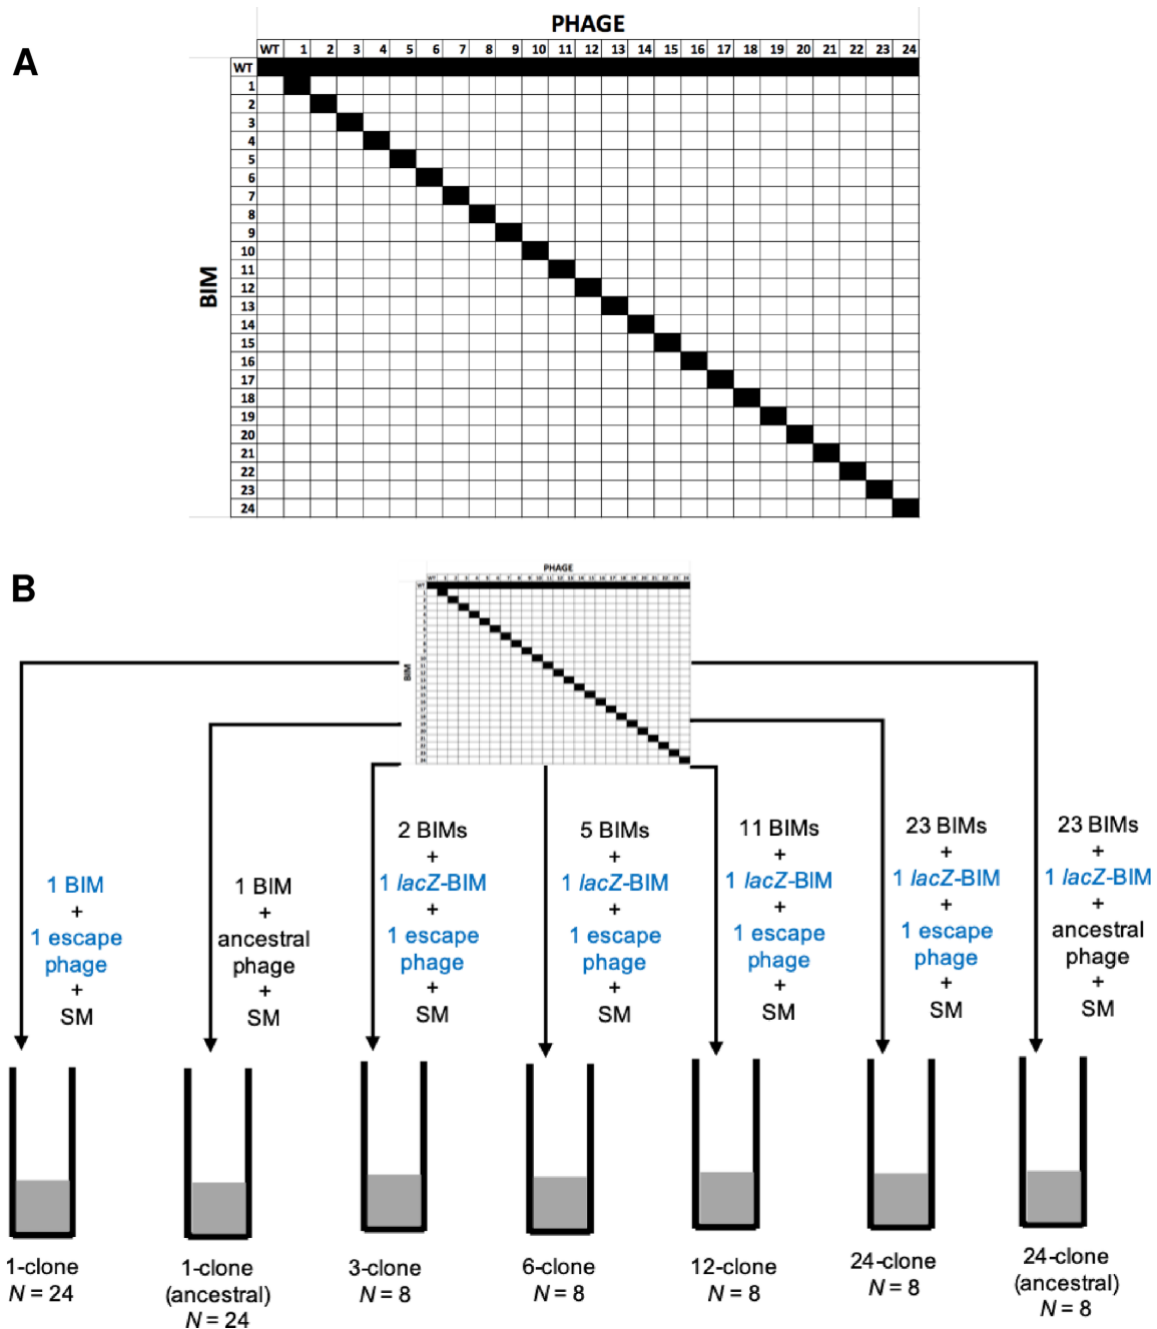 A
PHAGE
WT 1 2 3 4 5 6 7 8 9 10 11 12 13 14 15 16 17 18 19 20 21 22 23 24
BIM
WT
1
2
3
4
5
6
7
8
9
10
11
12
13
14
15
16
17
18
19
20
21
22
23
24
B
PHAGE
BIM
1 BIM
+
1 escape
phage
+
SM
1 BIM
+
ancestral
phage
+
SM
2 BIMs
+
1 lacZ-BIM
+
1 escape
phage
+
SM
5 BIMs
+
1 lacZ-BIM
+
1 escape
phage
+
SM
11 BIMs
+
1 lacZ-BIM
+
1 escape
phage
+
SM
23 BIMs
+
1 lacZ-BIM
+
1 escape
phage
+
SM
23 BIMs
+
1 lacZ-BIM
+
ancestral
phage
+
SM
1-clone
N = 24
1-clone
(ancestral)
N = 24
3-clone
N = 8
6-clone
N = 8
12-clone
N = 8
24-clone
N = 8
24-clone
(ancestral)
N = 8